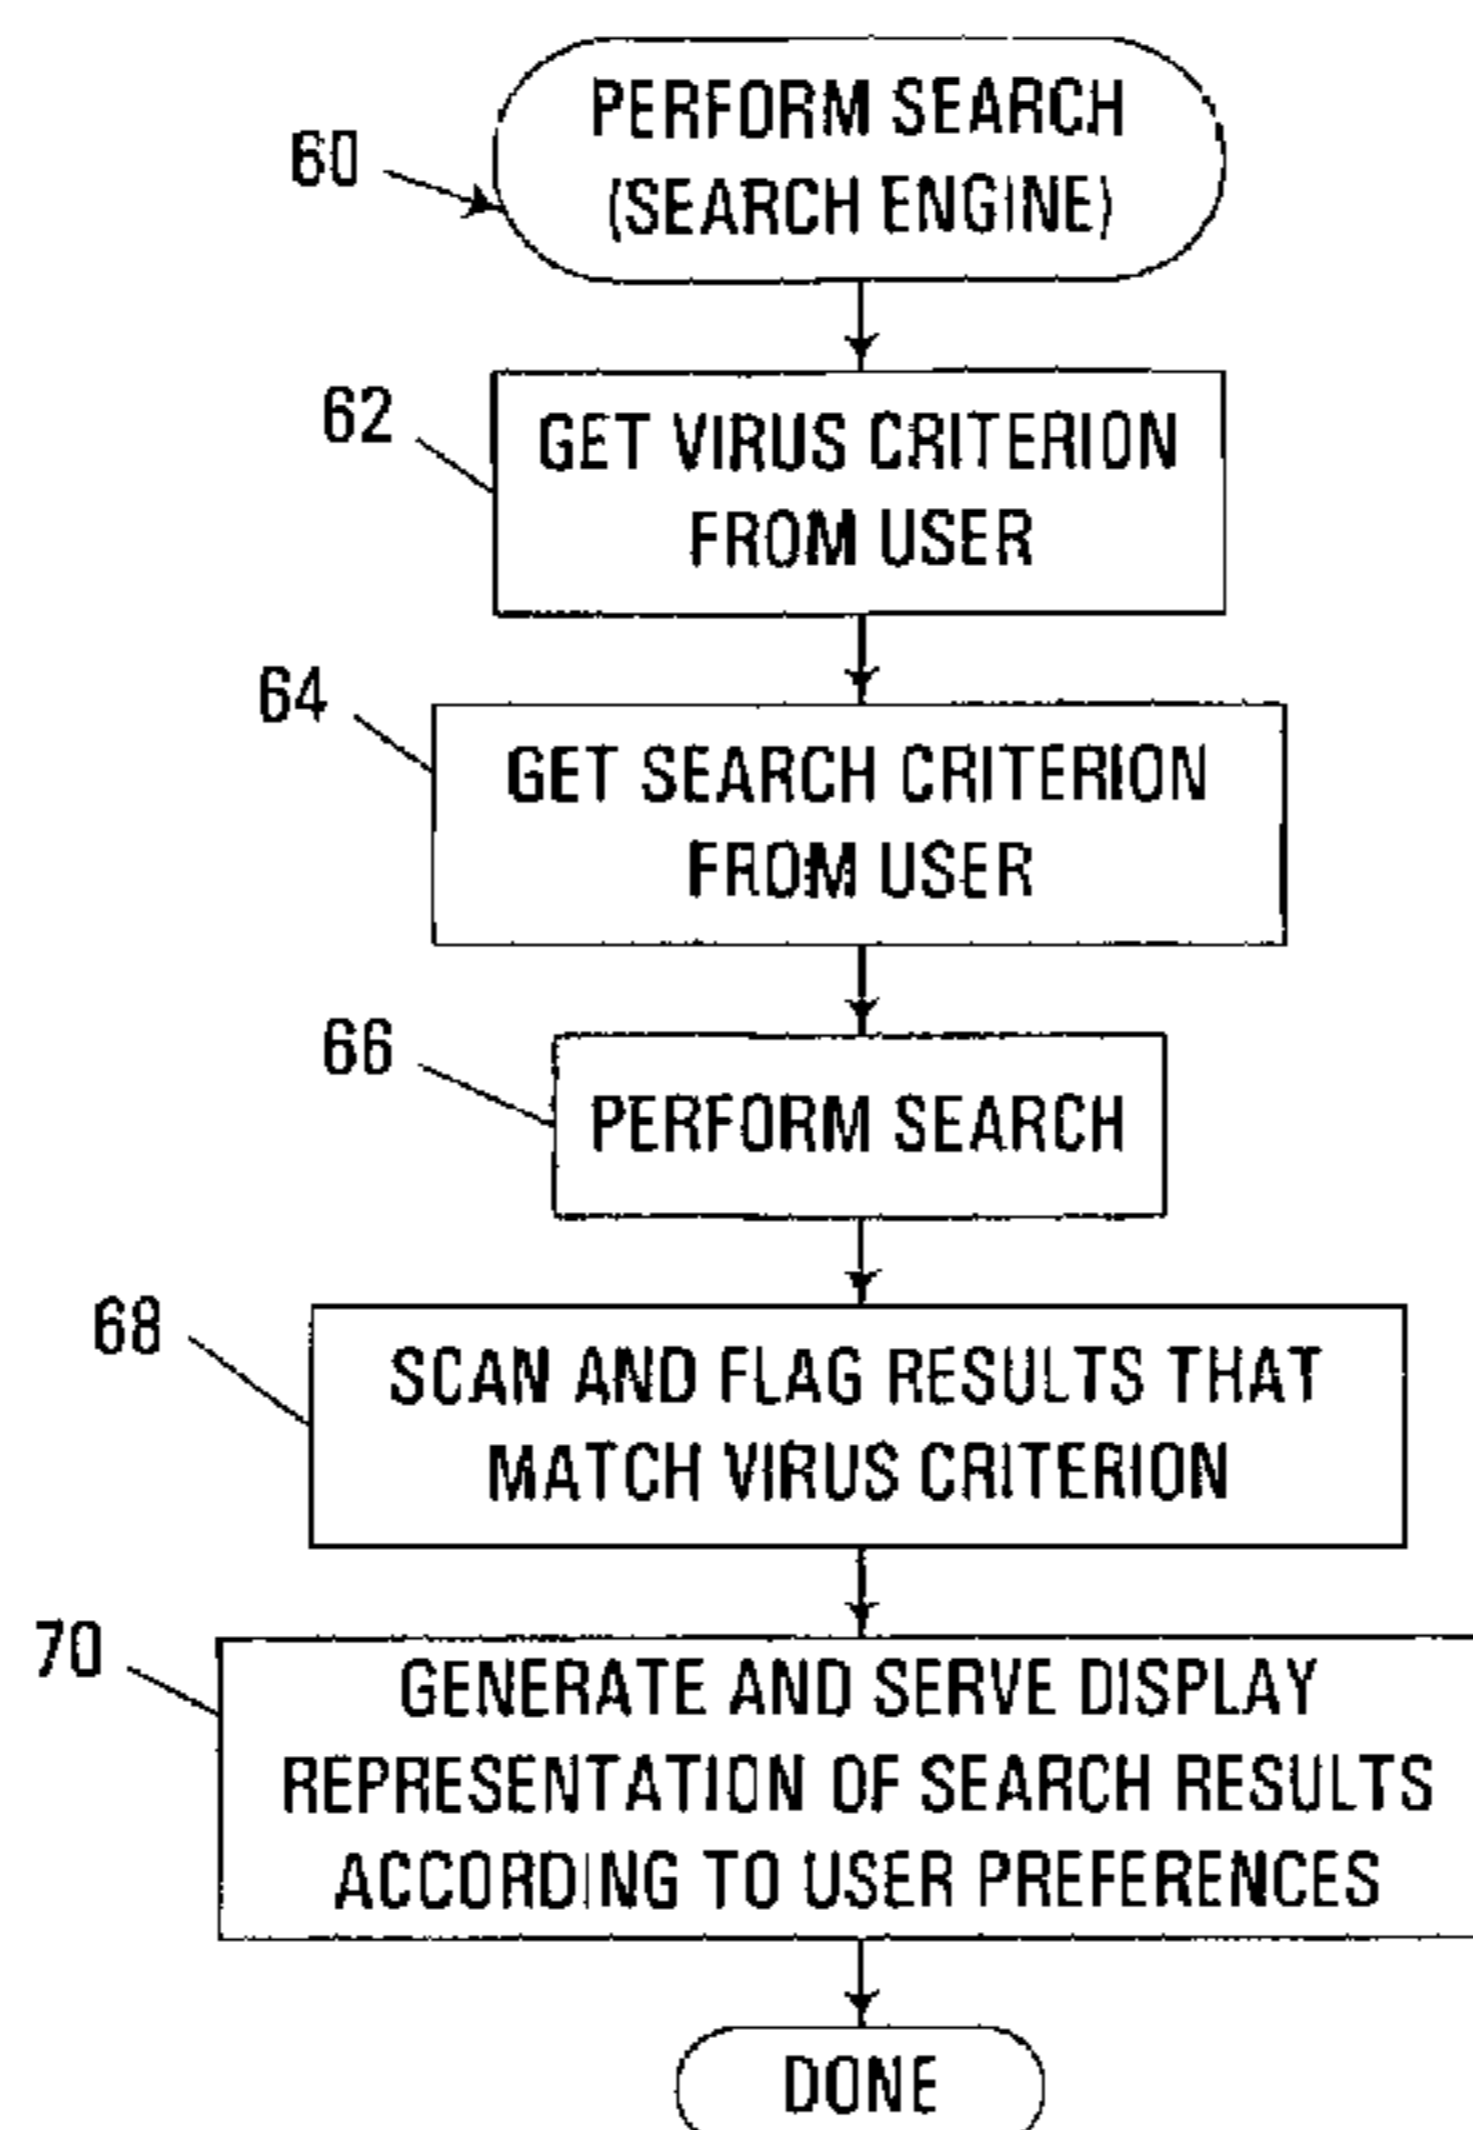 60
PERFORM SEARCH
(SEARCH ENGINE)
62
GET VIRUS CRITERION
FROM USER
64
GET SEARCH CRITERION
FROM USER
66
PERFORM SEARCH
68
SCAN AND FLAG RESULTS THAT
MATCH VIRUS CRITERION
70
GENERATE AND SERVE DISPLAY
REPRESENTATION OF SEARCH RESULTS
ACCORDING TO USER PREFERENCES
DONE